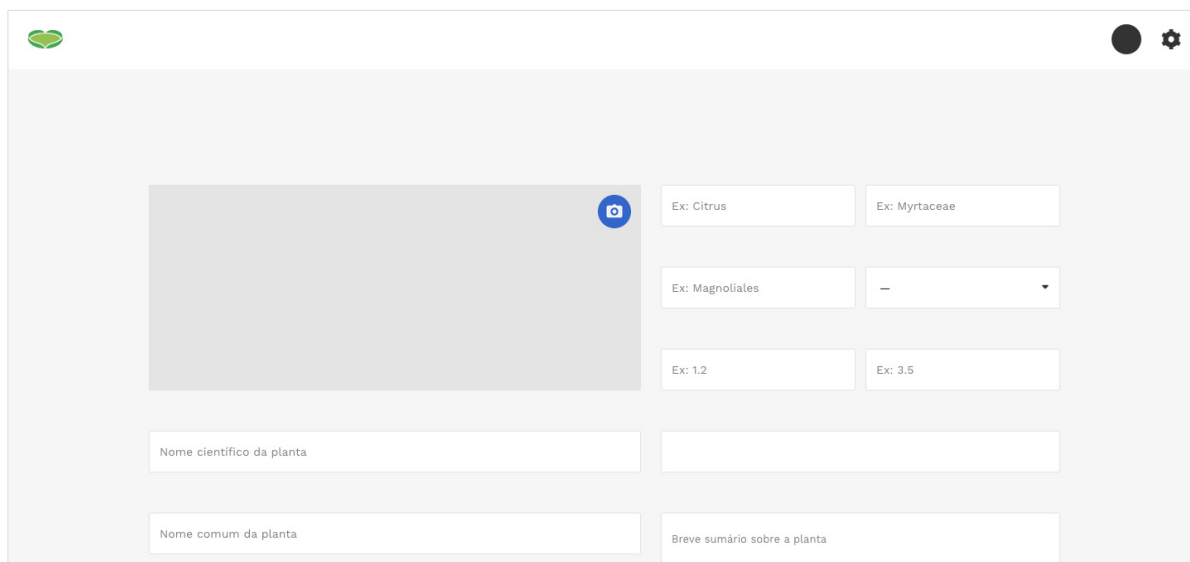 Ex: Citrus
Ex: Myrtaceae
Ex: Magnoliales
—
Ex: 1.2
Ex: 3.5
Nome científico da planta
Nome comum da planta
Breve sumário sobre a planta